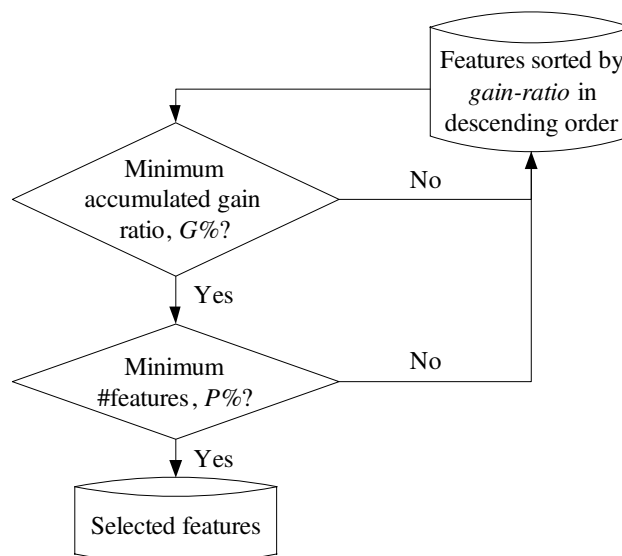 Features sorted by
gain-ratio in
descending order
Minimum
accumulated gain
ratio, G%?
No
Yes
Minimum
#features, P%?
No
Yes
Selected features